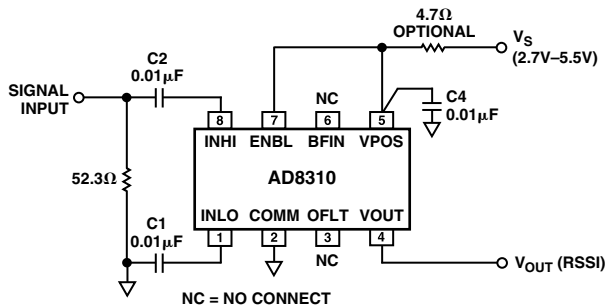 4.7Ω
OPTIONAL
VS
(2.7V–5.5V)
C2
0.01μF
SIGNAL
INPUT
NC
C4
0.01μF
8
7
6
5
INHI
ENBL
BFIN
VPOS
52.3Ω
AD8310
C1
0.01μF
INLO
COMM
OFLT
VOUT
1
2
3
4
NC
VOUT (RSSI)
NC = NO CONNECT